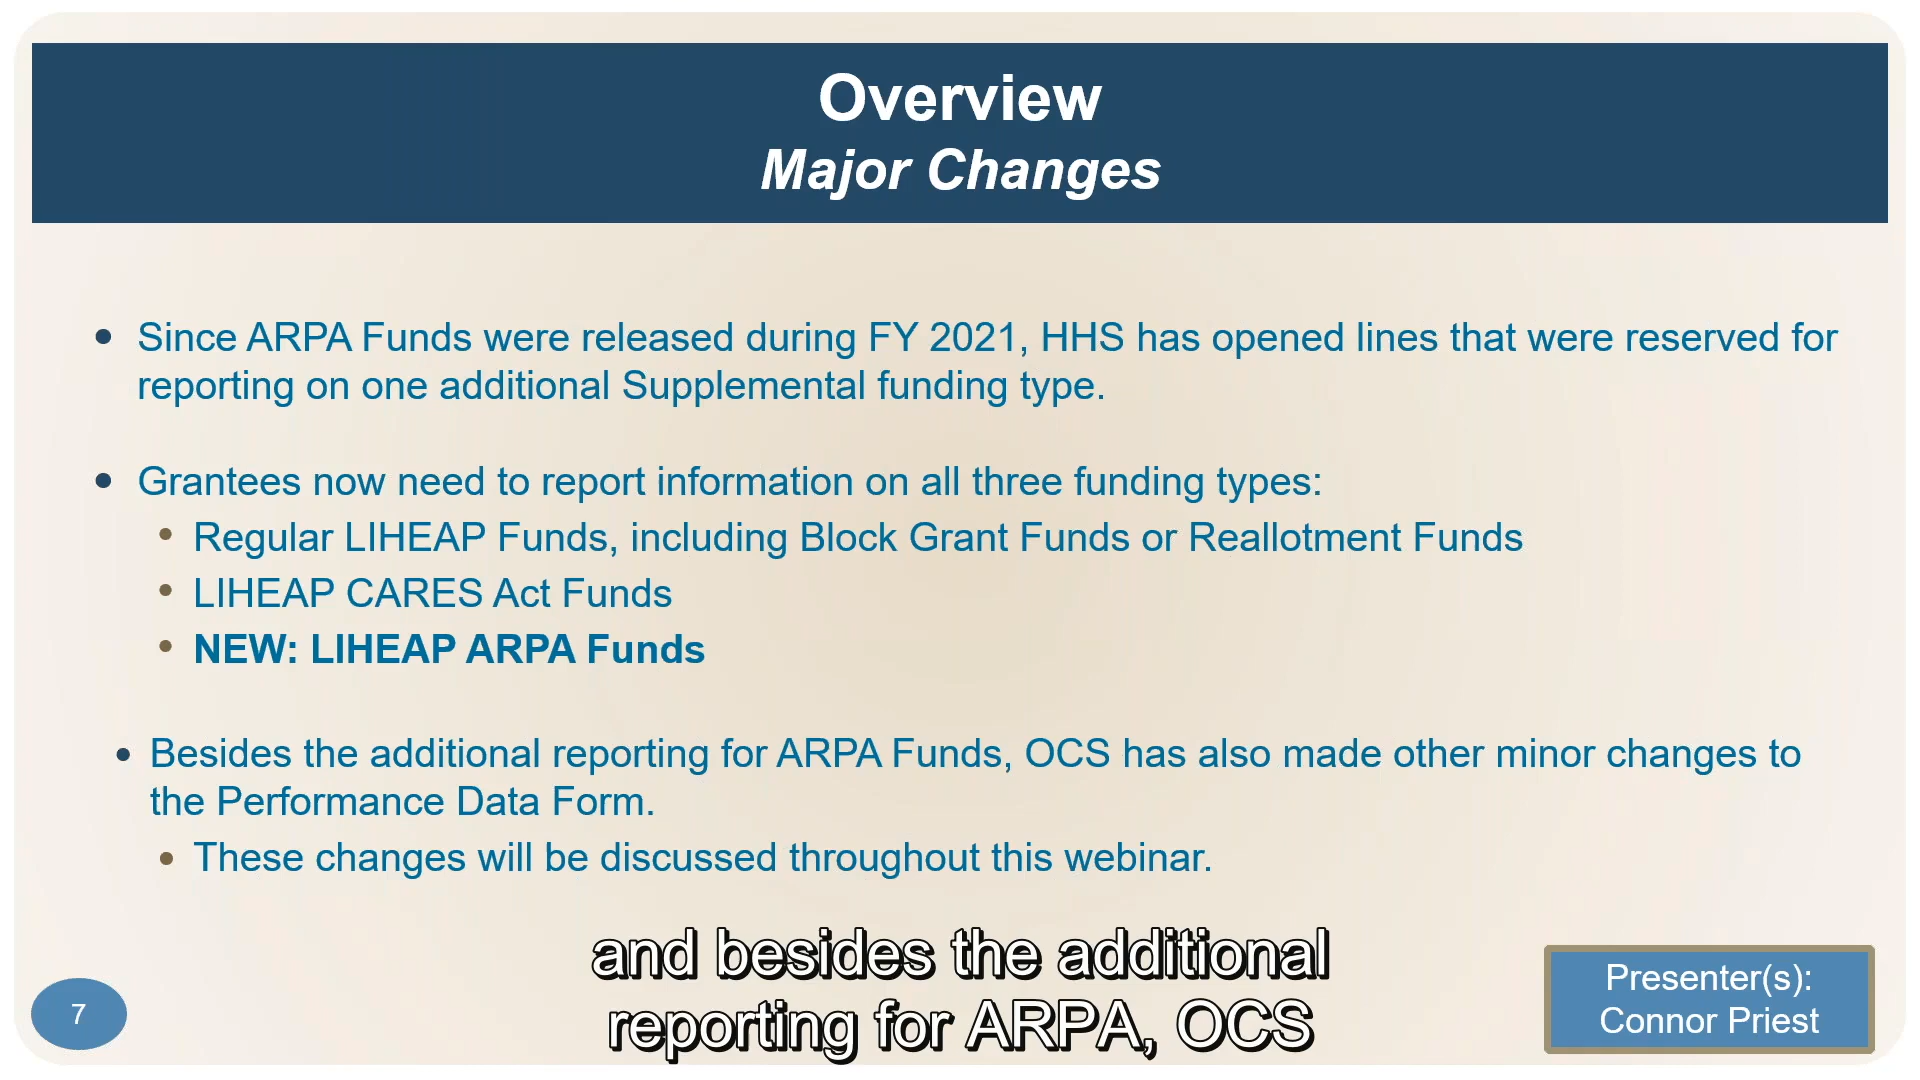 Overview
Major Changes
• Since ARPA Funds were released during FY 2021, HHS has opened lines that were reserved for
reporting on one additional Supplemental funding type.
• Grantees now need to report information on all three funding types:
• Regular LIHEAP Funds, including Block Grant Funds or Reallotment Funds
• LIHEAP CARES Act Funds
• NEW: LIHEAP ARPA Funds
• Besides the additional reporting for ARPA Funds, OCS has also made other minor changes to
the Performance Data Form.
• These changes will be discussed throughout this webinar.
and besides the additional
reporting for ARPA, OCS
7
Presenter(s):
Connor Priest